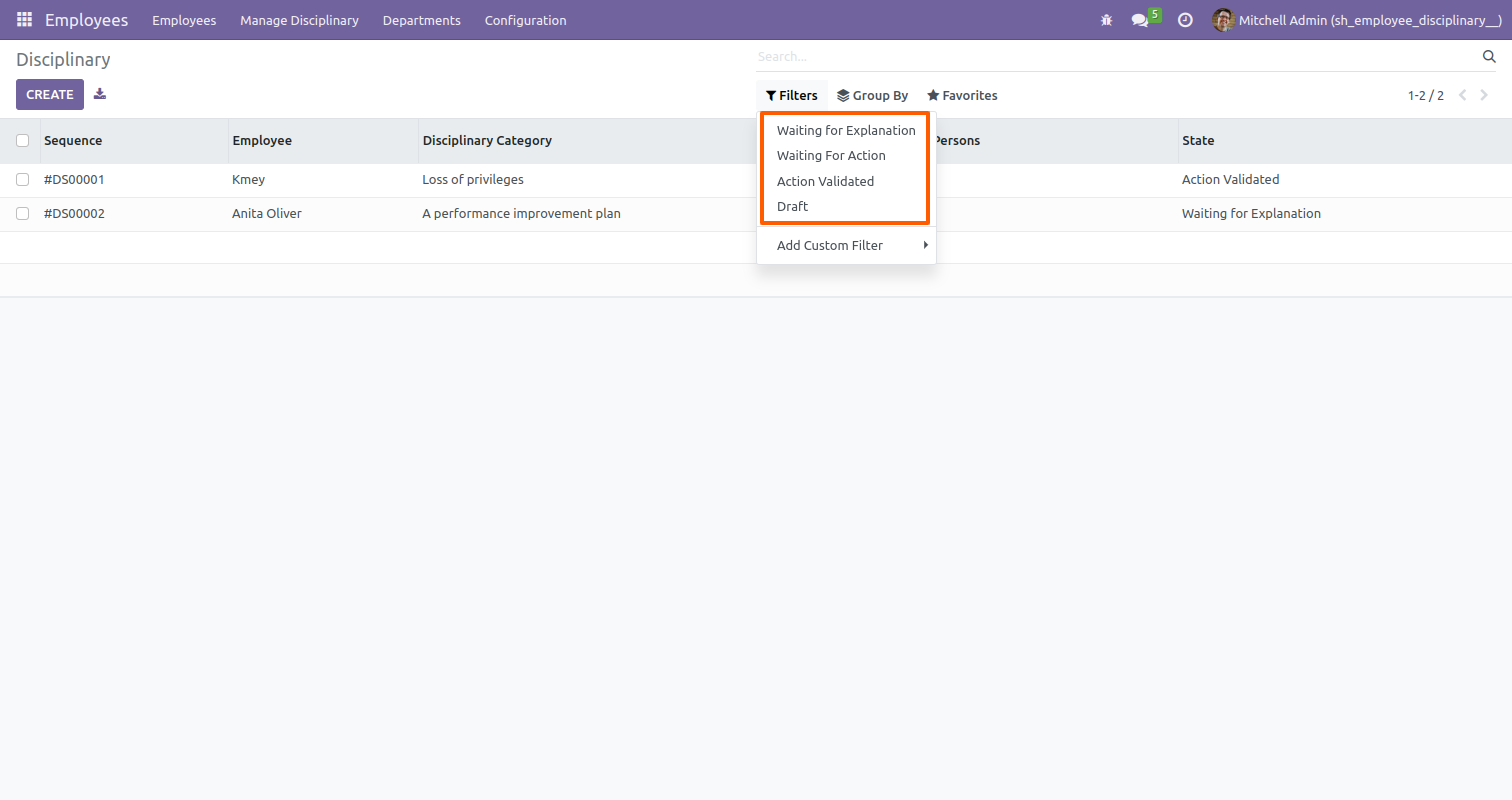 Employees Employees Manage Disciplinary Departments Configuration 5 Mitchell Admin (sh_employee_disciplinary__)
Disciplinary Search...
CREATE Filters Group By Favorites 1-2 / 2
Sequence Employee Disciplinary Category Persons State
#DS00001 Kmey Loss of privileges Action Validated
#DS00002 Anita Oliver A performance improvement plan Waiting for Explanation
Waiting for Explanation
Waiting For Action
Action Validated
Draft
Add Custom Filter